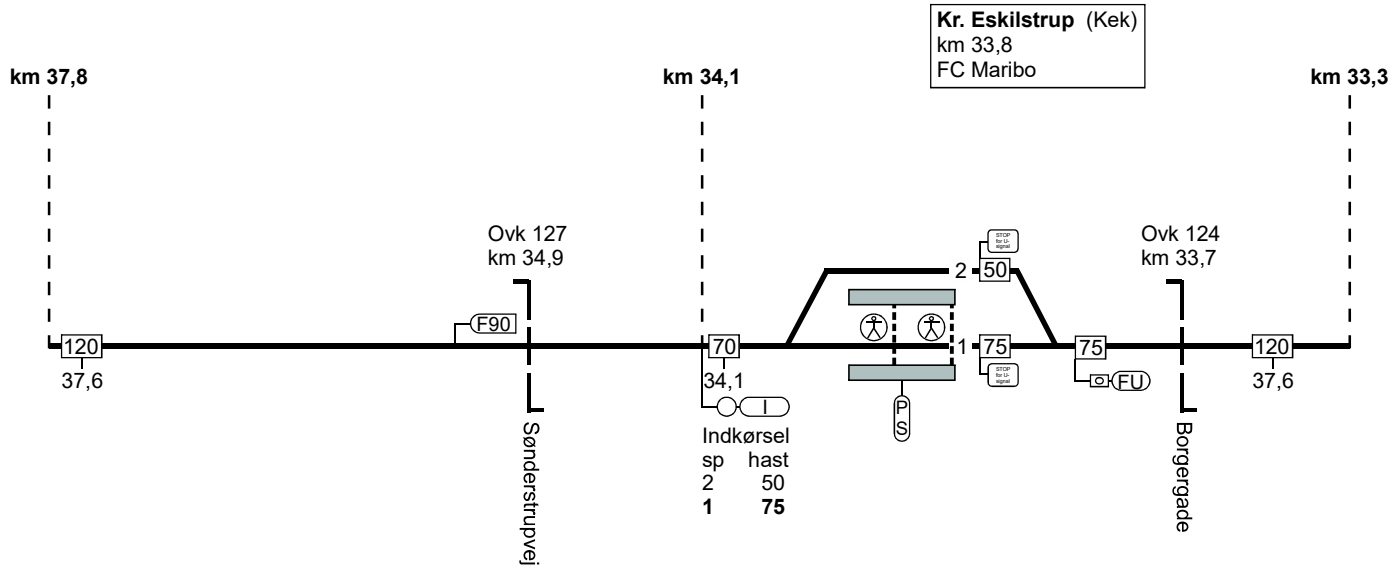 Kr. Eskilstrup (Kek)
km 33,8
FC Maribo
km 37,8
km 34,1
km 33,3
Ovk 127
km 34,9
Ovk 124
km 33,7
STOP
for U-
signal
2 50
F90
120
70
1 75
75
120
37,6
34,1
STOP
for U-
signal
FU
37,6
I
P
S
Indkørsel
sp hast
2 50
1 75
Sønderstrupvej
Borgergade